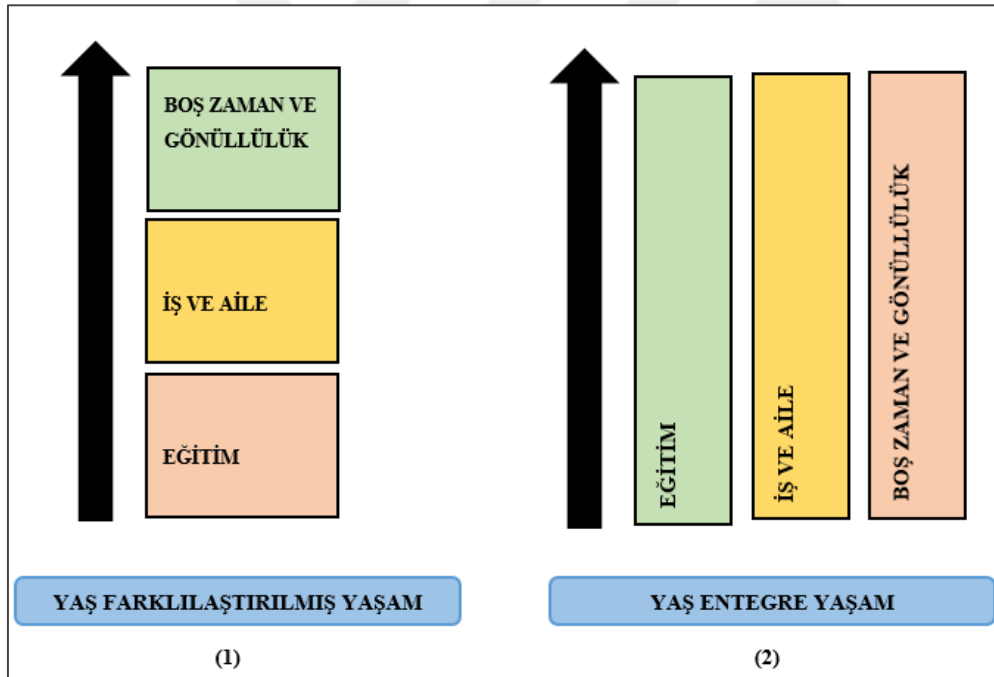 BOŞ ZAMAN VE
GÖNÜLLÜLÜK
İŞ VE AİLE
EĞİTİM
YAŞ FARKLILAŞTIRILMIŞ YAŞAM
(1)
EĞİTİM
İŞ VE AİLE
BOŞ ZAMAN VE GÖNÜLLÜLÜK
YAŞ ENTEGRE YAŞAM
(2)